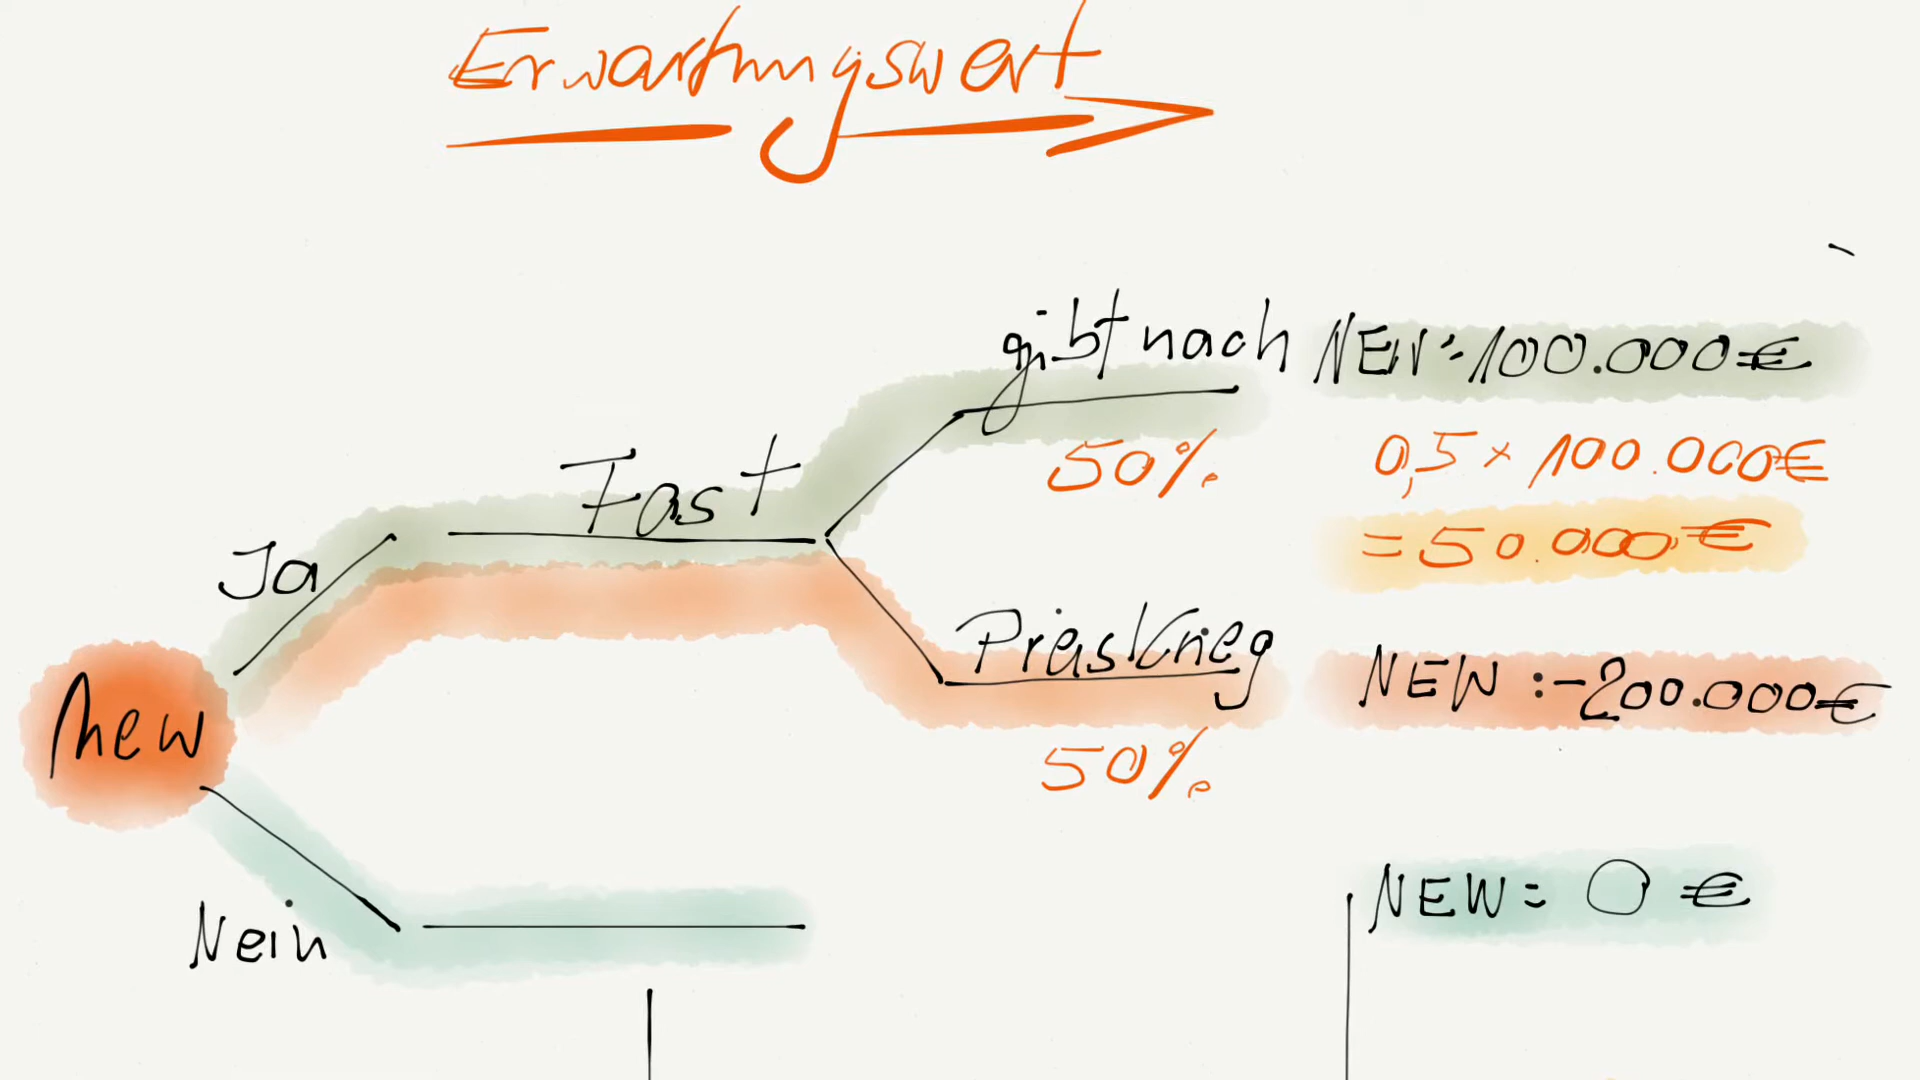 Erwartungswert
gibt nach
NEW: 100.000 €
50%
0,5 x 100.000€
= 50.000 €
Fast
Ja
Preiskrieg
NEW :-200.000€
50%
New
NEW = 0 €
Nein